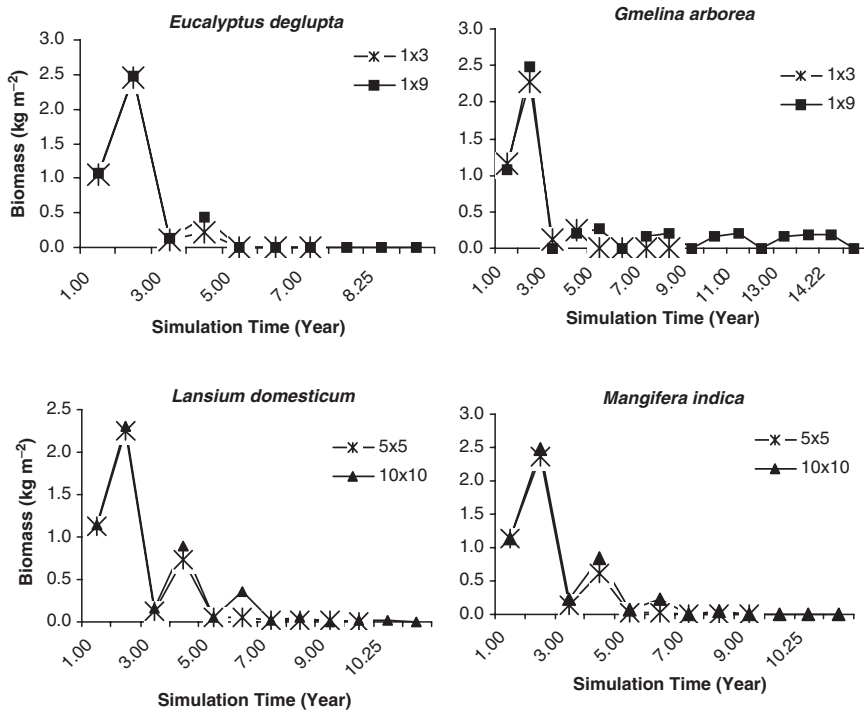 Eucalyptus deglupta
3.0
2.5
2.0
1.5
1.0
0.5
0.0
Biomass (kg m⁻²)
1x3
1x9
1.00
3.00
5.00
7.00
8.25
Simulation Time (Year)
Gmelina arborea
3.0
2.5
2.0
1.5
1.0
0.5
0.0
1x3
1x9
1.00
3.00
5.00
7.00
9.00
11.00
13.00
14.22
Simulation Time (Year)
Lansium domesticum
2.5
2.0
1.5
1.0
0.5
0.0
Biomass (kg m⁻²)
5x5
10x10
1.00
3.00
5.00
7.00
9.00
10.25
Simulation Time (Year)
Mangifera indica
3.0
2.5
2.0
1.5
1.0
0.5
0.0
5x5
10x10
1.00
3.00
5.00
7.00
9.00
10.25
Simulation Time (Year)